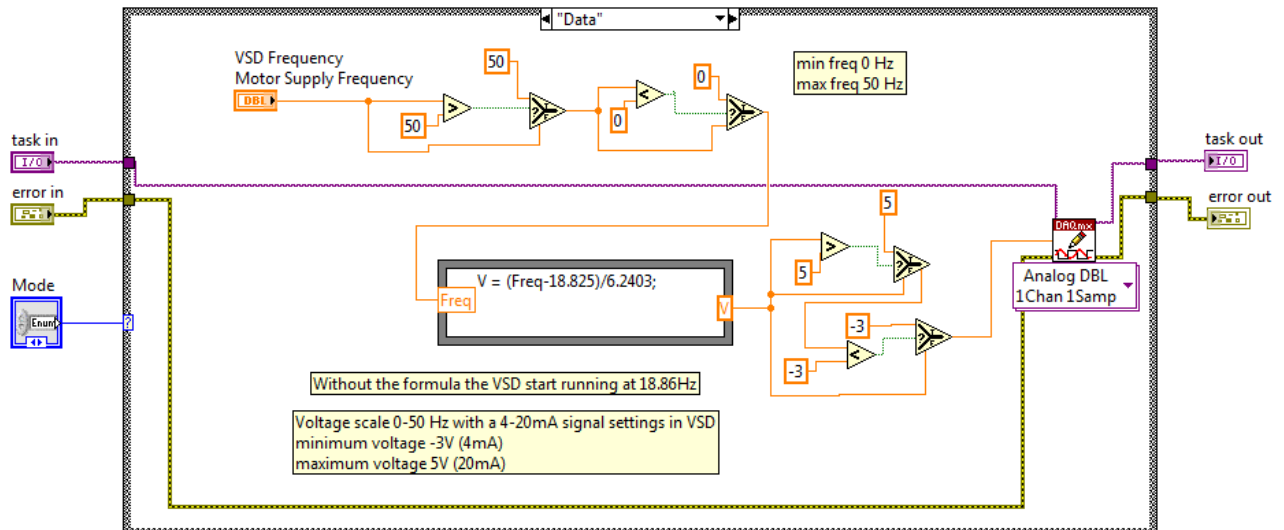 "Data"
VSD Frequency
Motor Supply Frequency
DBL
50
50
>
?
T
F
0
0
<
?
T
F
min freq 0 Hz
max freq 50 Hz
task in
I/O
error in
task out
I/O
error out
Mode
Enum
?
Freq
V = (Freq-18.825)/6.2403;
V
5
5
>
?
T
F
-3
-3
<
?
T
F
DAQmx
Analog DBL
1Chan 1Samp
Without the formula the VSD start running at 18.86Hz
Voltage scale 0-50 Hz with a 4-20mA signal settings in VSD
minimum voltage -3V (4mA)
maximum voltage 5V (20mA)